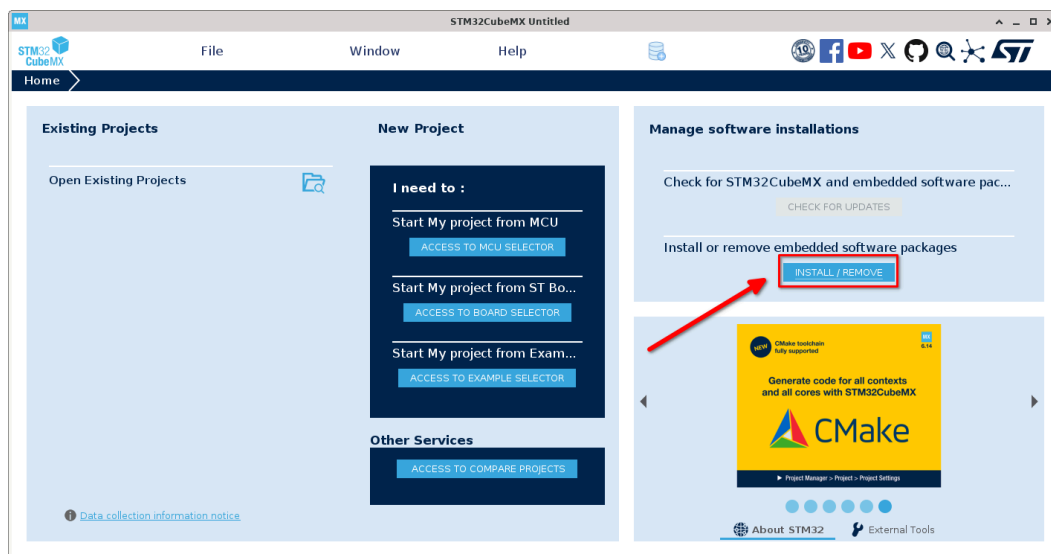 MX
STM32CubeMX Untitled
STM32
CubeMX
File
Window
Help
10
Home
Existing Projects
Open Existing Projects
Data collection information notice
New Project
I need to :
Start My project from MCU
ACCESS TO MCU SELECTOR
Start My project from ST Bo...
ACCESS TO BOARD SELECTOR
Start My project from Exam...
ACCESS TO EXAMPLE SELECTOR
Other Services
ACCESS TO COMPARE PROJECTS
Manage software installations
Check for STM32CubeMX and embedded software pac...
CHECK FOR UPDATES
Install or remove embedded software packages
INSTALL / REMOVE
NEW
CMake toolchain
fully supported
MX
6.14
Generate code for all contexts
and all cores with STM32CubeMX
CMake
Project Manager > Project > Project Settings
About STM32
External Tools